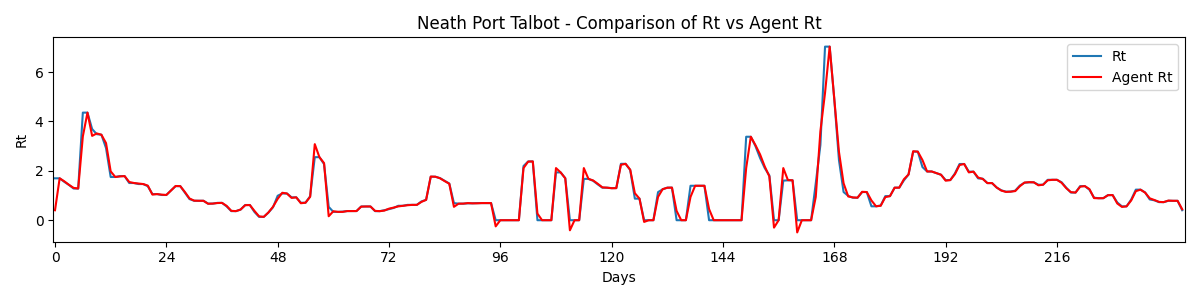 Neath Port Talbot - Comparison of Rt vs Agent Rt
Rt
Agent Rt
6
4
2
0
Rt
0 24 48 72 96 120 144 168 192 216
Days